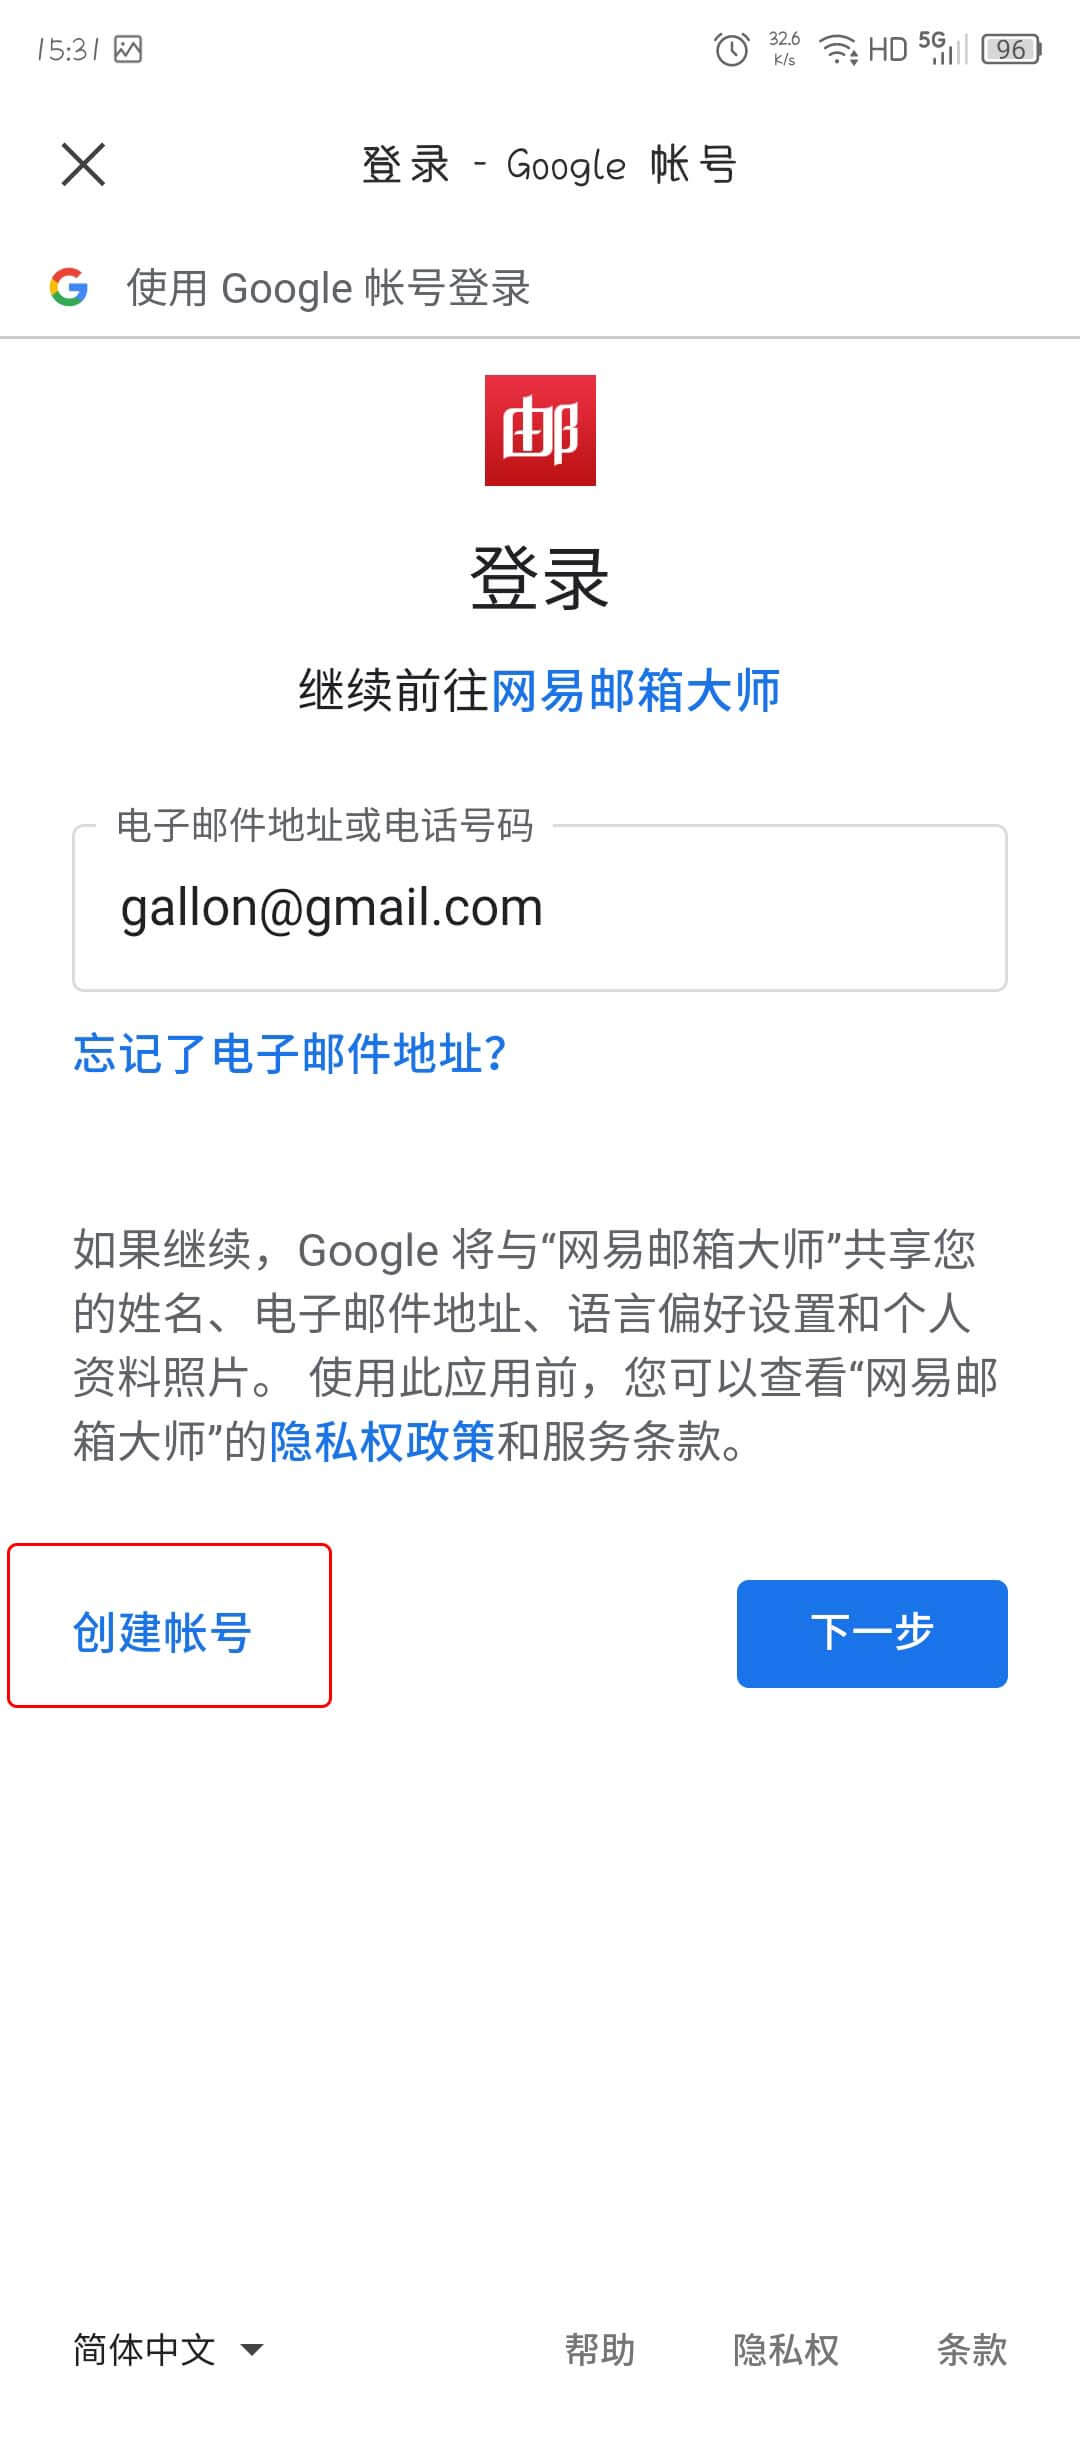 15:31 32.6 K/s HD 5G 96
登录 - Google 帐号
使用 Google 帐号登录
邮
登录
继续前往网易邮箱大师
电子邮件地址或电话号码
gallon@gmail.com
忘记了电子邮件地址?
如果继续，Google 将与“网易邮箱大师”共享您
的姓名、电子邮件地址、语言偏好设置和个人
资料照片。 使用此应用前，您可以查看“网易邮
箱大师”的隐私权政策和服务条款。
创建帐号 下一步
简体中文 帮助 隐私权 条款